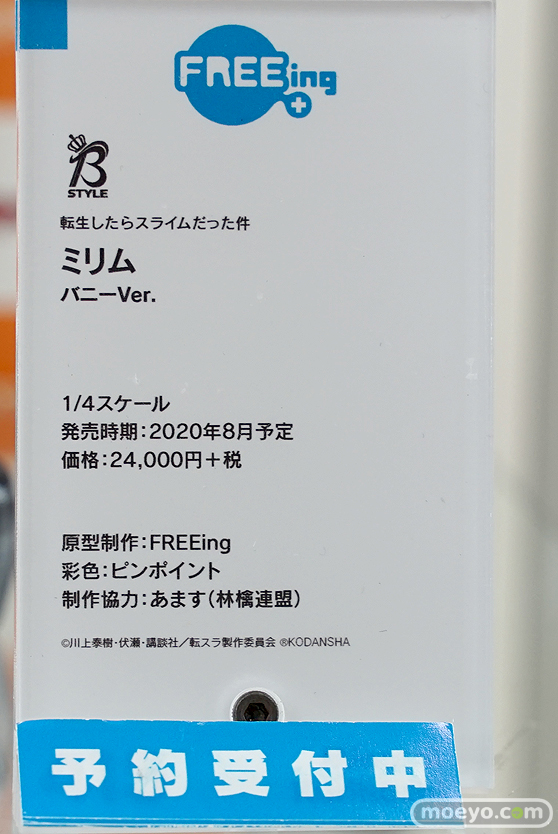 FREEing
B
STYLE
転生したらスライムだった件
ミリム
バニーVer.
1/4スケール
発売時期:2020年8月予定
価格:24,000円+税
原型制作:FREEing
彩色:ピンポイント
制作協力:あます(林檎連盟)
©川上泰樹・伏瀬・講談社/転スラ製作委員会 ®KODANSHA
予約受付中
moeyo.com